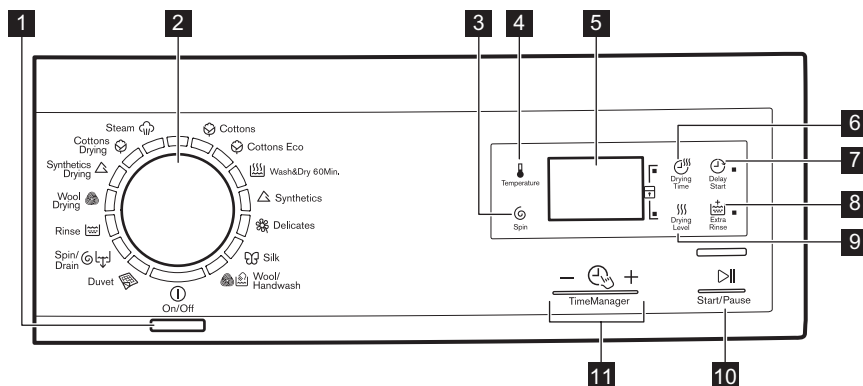 1
2
3
4
5
6
7
8
9
10
11
Steam
Cottons
Drying
Synthetics
Drying
Wool
Drying
Rinse
Spin/
Drain
Duvet
Cottons
Cottons Eco
Wash&Dry 60Min.
Synthetics
Delicates
Silk
Wool/
Handwash
On/Off
Temperature
Spin
Drying
Time
Delay
Start
Drying
Level
Extra
Rinse
− +
TimeManager
Start/Pause